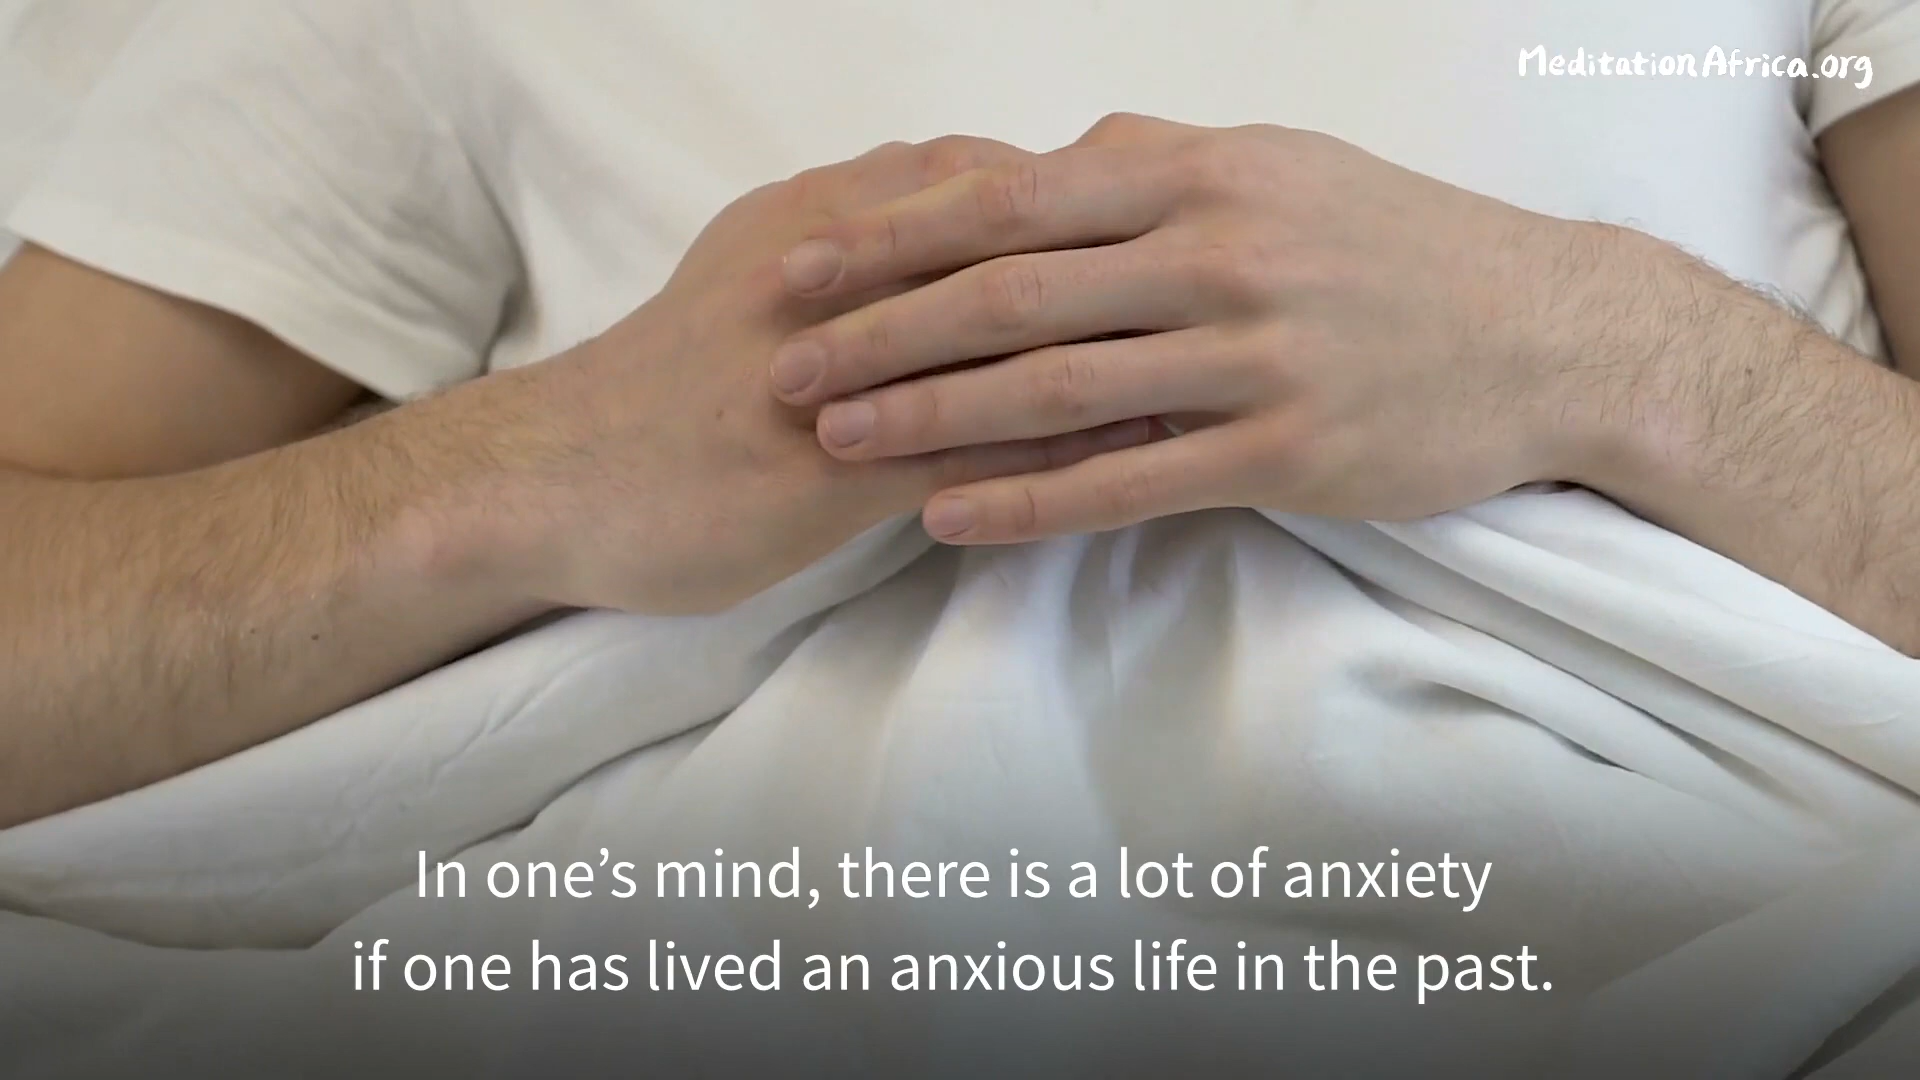 MeditationAfrica.org
In one’s mind, there is a lot of anxiety
if one has lived an anxious life in the past.